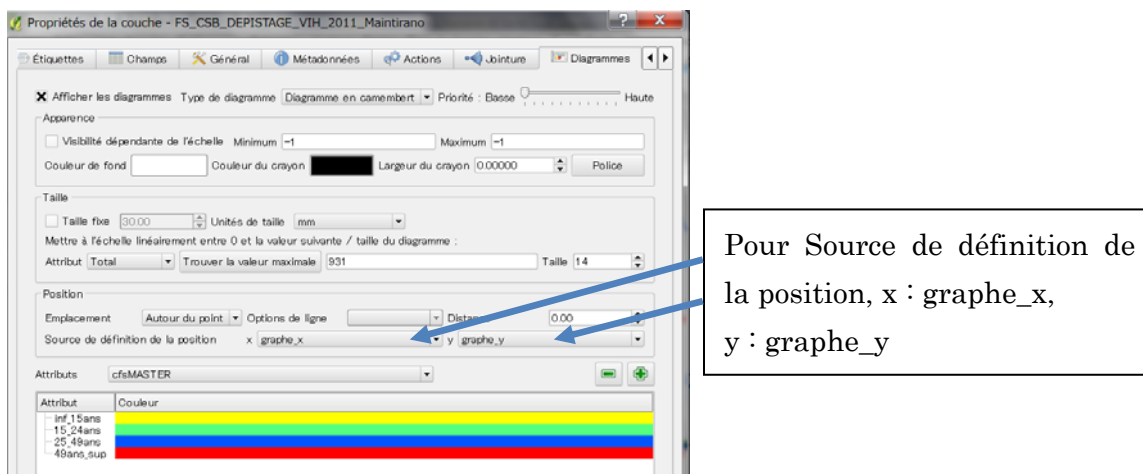 Propriétés de la couche - FS_CSB_DEPISTAGE_VIH_2011_Maintirano
Étiquettes Champs Général Métadonnées Actions Jointure Diagrammes
Afficher les diagrammes Type de diagramme Diagramme en camembert Priorité : Basse Haute
Apparence
Visibilité dépendante de l'échelle Minimum -1 Maximum -1
Couleur de fond Couleur du crayon Largeur du crayon 0.00000 Police
Taille
Taille fixe 30.00 Unités de taille mm
Mettre à l'échelle linéairement entre 0 et la valeur suivante / taille du diagramme :
Attribut Total Trouver la valeur maximale 931 Taille 14
Position
Emplacement Autour du point Options de ligne 0.00
Source de définition de la position x graphe_x y graphe_y
Attributs cfsMASTER
Attribut Couleur
inf_15ans
15_24ans
25_49ans
49ans_sup
Pour Source de définition de
la position, x : graphe_x,
y : graphe_y